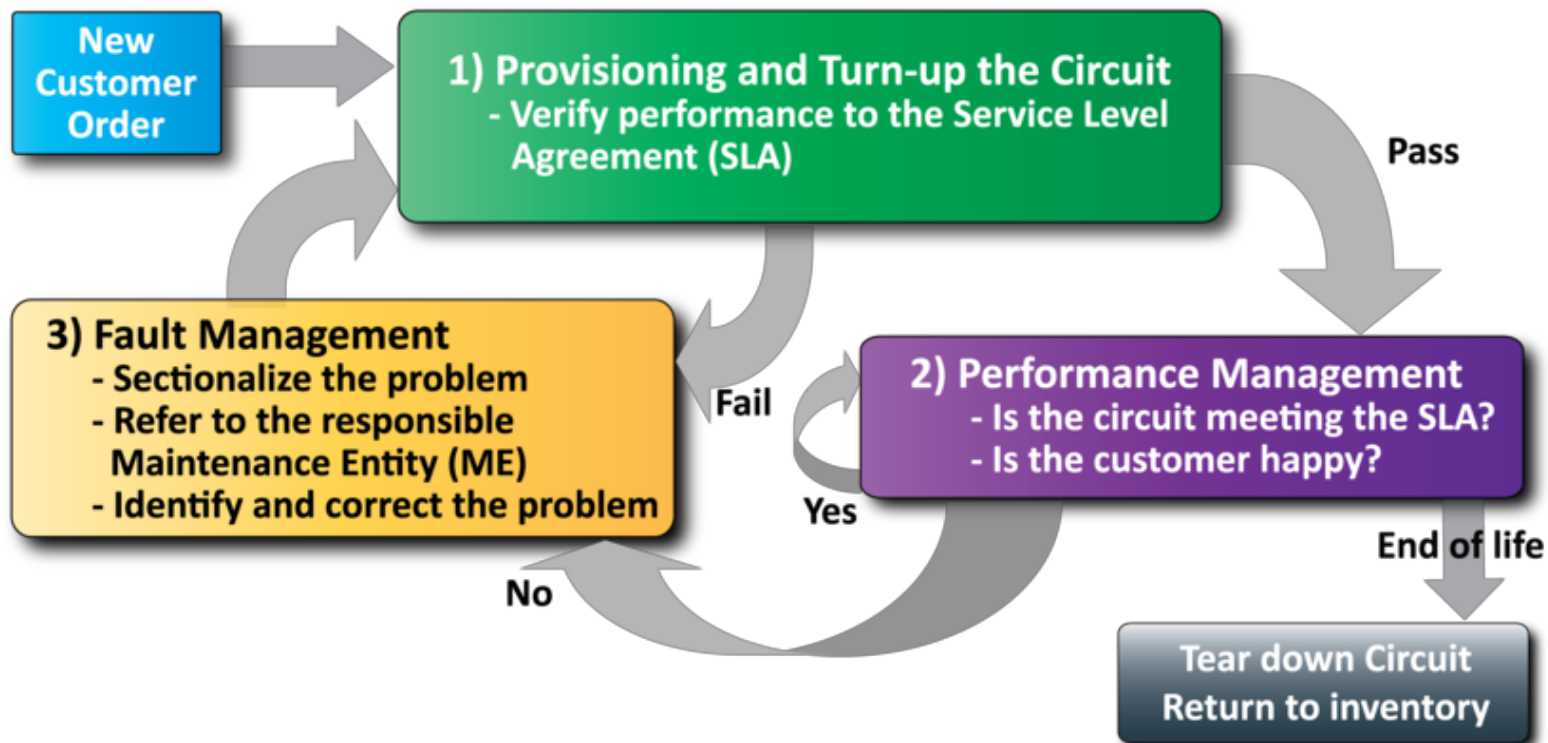 New
Customer
Order
1) Provisioning and Turn-up the Circuit
- Verify performance to the Service Level
Agreement (SLA)
Pass
3) Fault Management
- Sectionalize the problem
- Refer to the responsible
Maintenance Entity (ME)
- Identify and correct the problem
Fail
2) Performance Management
- Is the circuit meeting the SLA?
- Is the customer happy?
Yes
No
End of life
Tear down Circuit
Return to inventory